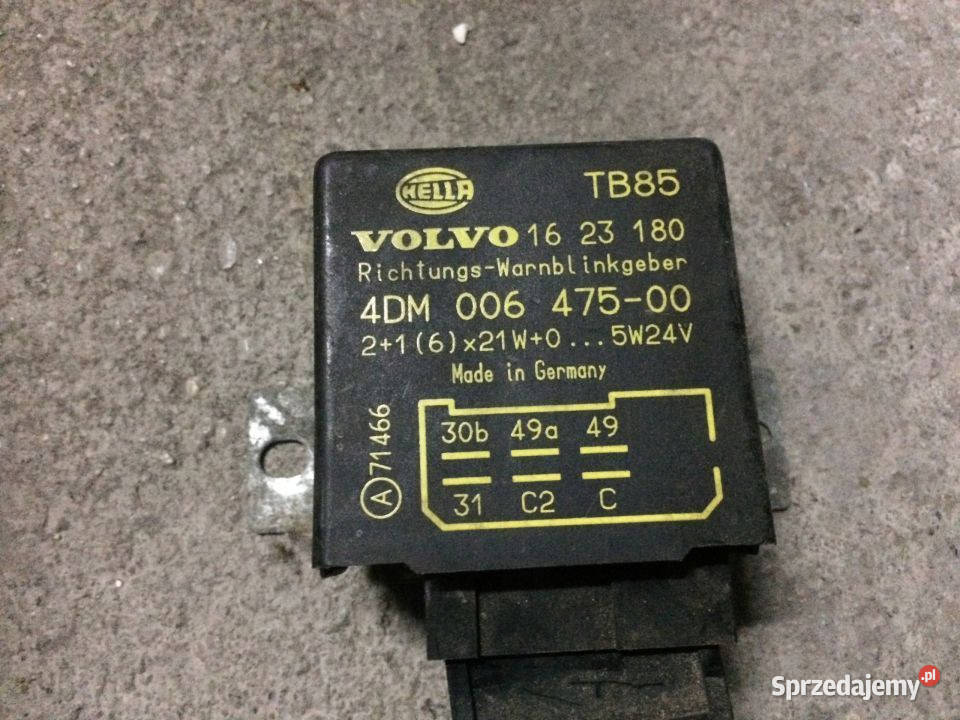 HELLA TB85
VOLVO 16 23 180
Richtungs-Warnblinkgeber
4DM 006 475-00
2+1(6)x21W+0...5W24V
Made in Germany
A 71466
30b 49a 49
31 C2 C
Sprzedajemy.pl